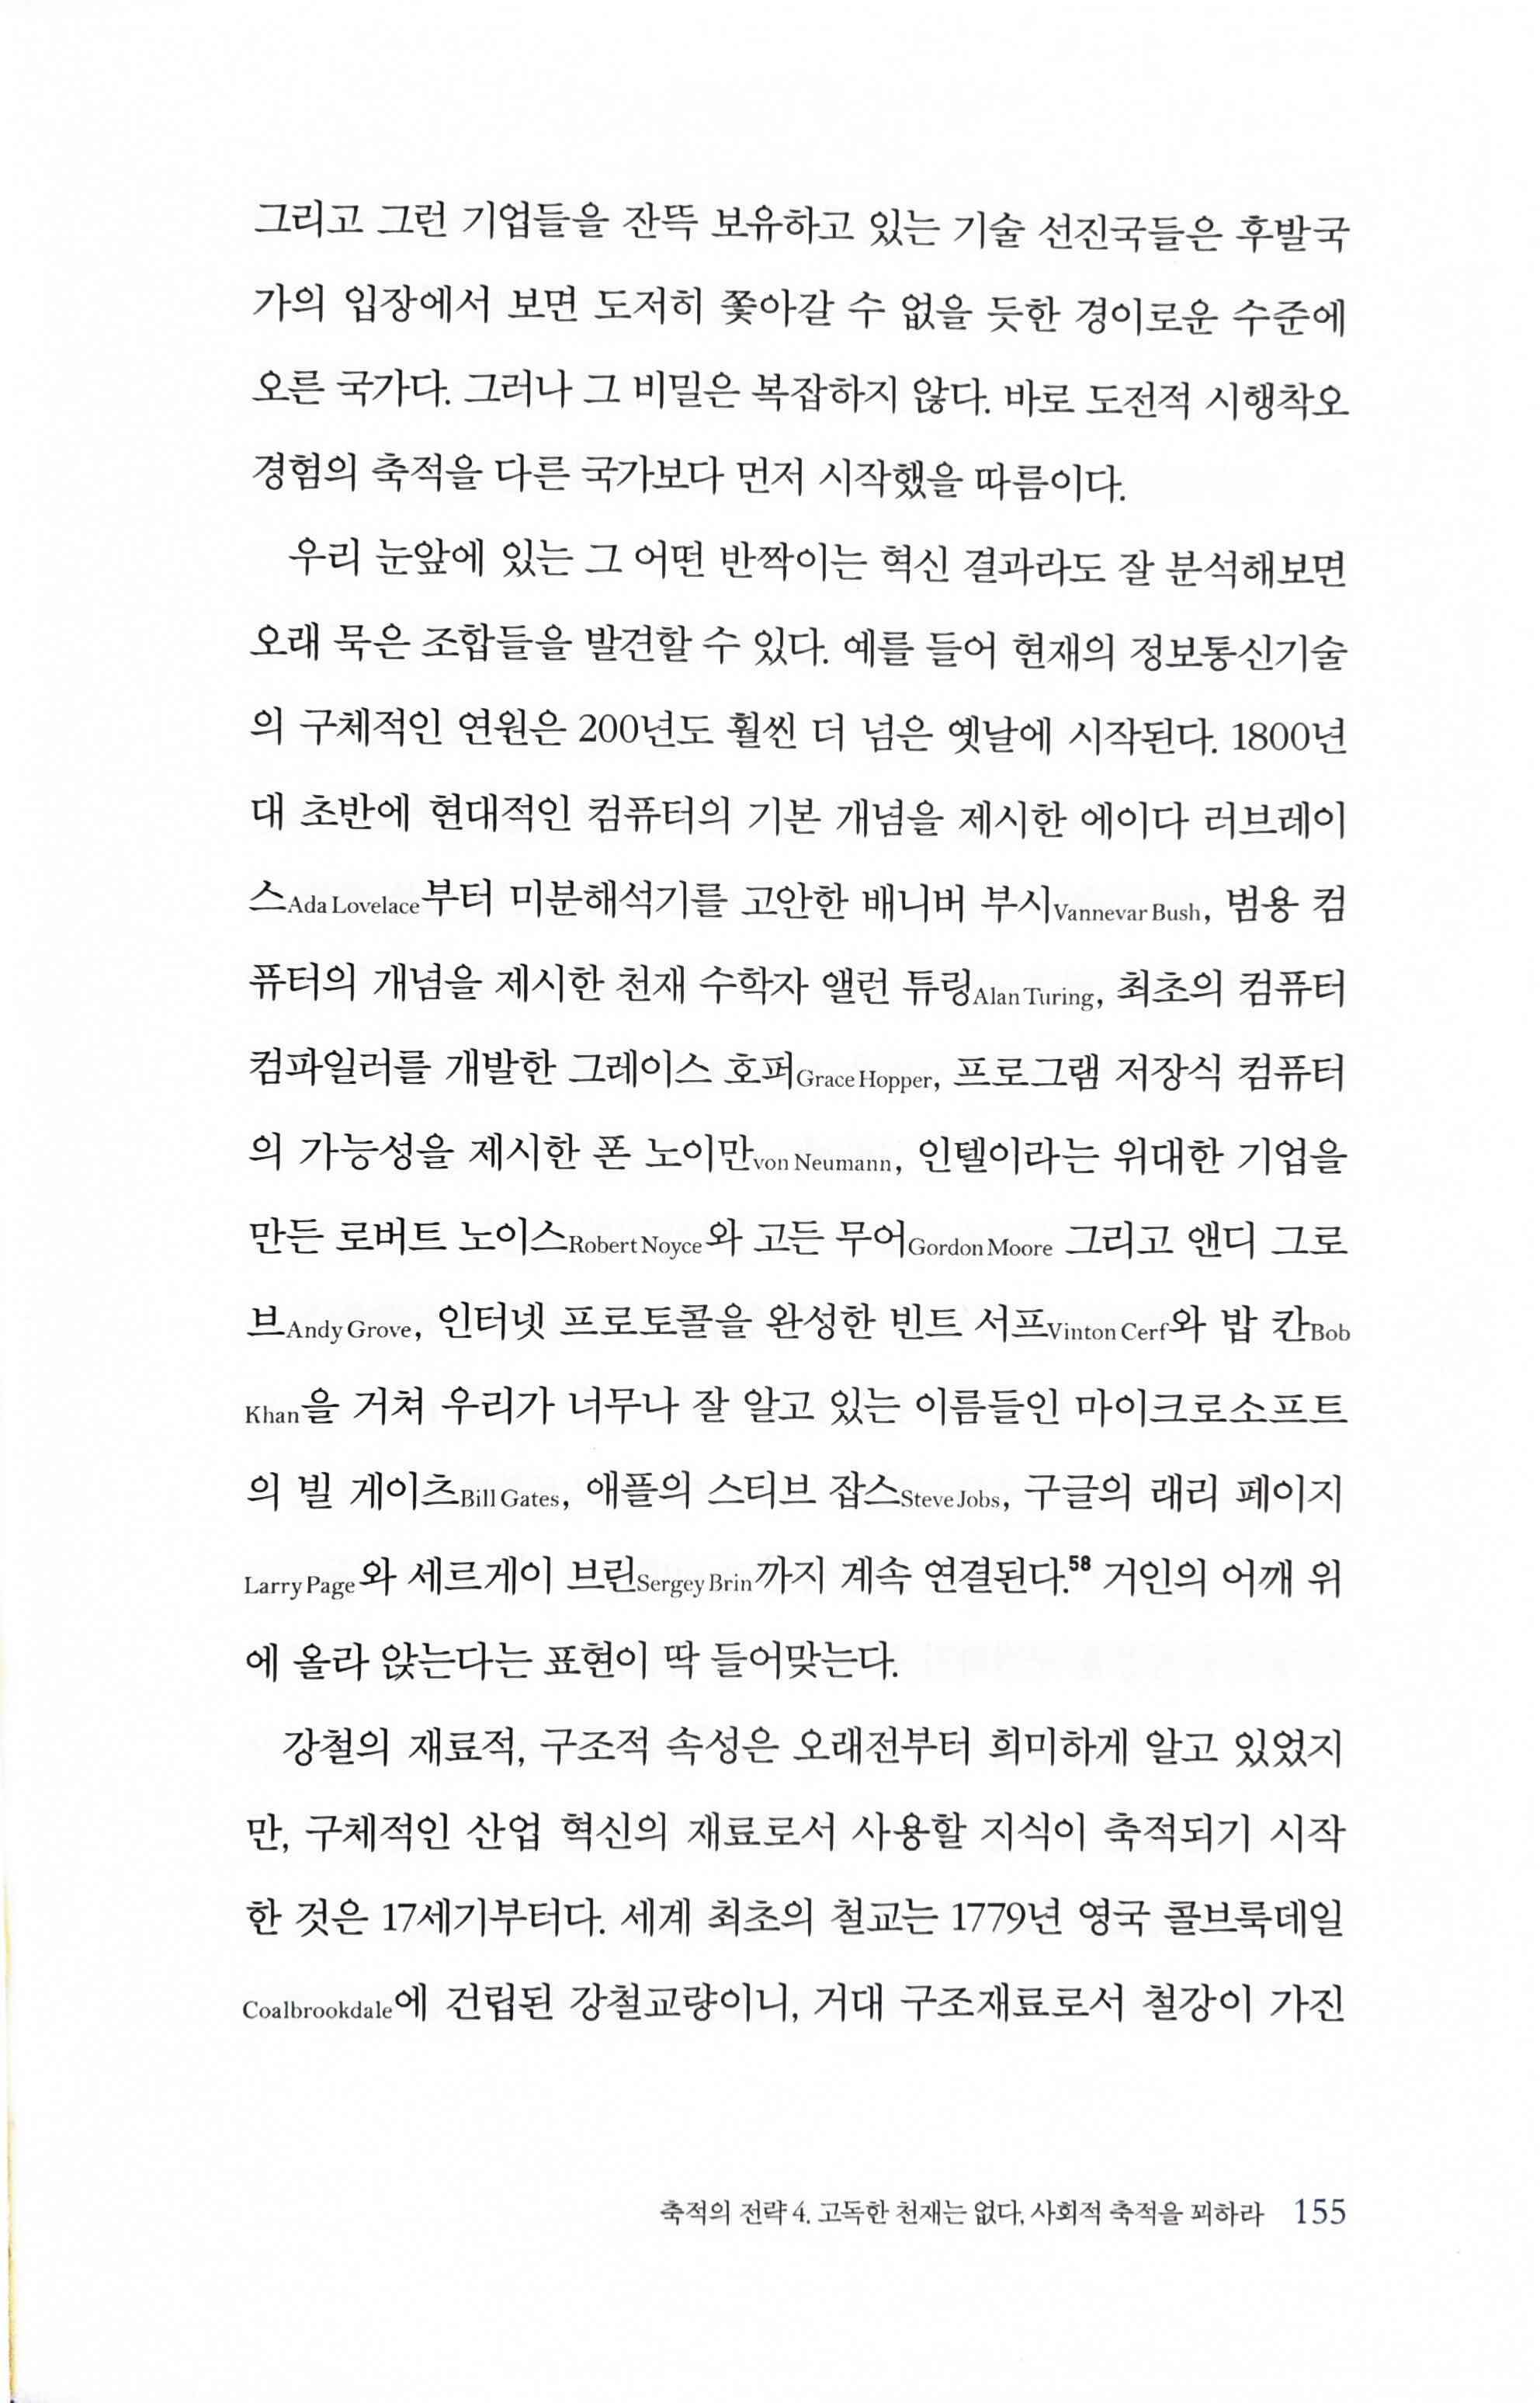 그리고 그런 기업들을 잔뜩 보유하고 있는 기술 선진국들은 후발국
가의 입장에서 보면 도저히 쫓아갈 수 없을 듯한 경이로운 수준에
오른 국가다. 그러나 그 비밀은 복잡하지 않다. 바로 도전적 시행착오
경험의 축적을 다른 국가보다 먼저 시작했을 따름이다.
우리 눈앞에 있는 그 어떤 반짝이는 혁신 결과라도 잘 분석해보면
오래 묵은 조합들을 발견할 수 있다. 예를 들어 현재의 정보통신기술
의 구체적인 연원은 200년도 훨씬 더 넘은 옛날에 시작된다. 1800년
대 초반에 현대적인 컴퓨터의 기본 개념을 제시한 에이다 러브레이
스Ada Lovelace부터 미분해석기를 고안한 배니버 부시Vannevar Bush, 범용 컴
퓨터의 개념을 제시한 천재 수학자 앨런 튜링Alan Turing, 최초의 컴퓨터
컴파일러를 개발한 그레이스 호퍼Grace Hopper, 프로그램 저장식 컴퓨터
의 가능성을 제시한 폰 노이만von Neumann, 인텔이라는 위대한 기업을
만든 로버트 노이스Robert Noyce와 고든 무어Gordon Moore 그리고 앤디 그로
브Andy Grove, 인터넷 프로토콜을 완성한 빈트 서프Vinton Cerf와 밥 칸Bob
Khan을 거쳐 우리가 너무나 잘 알고 있는 이름들인 마이크로소프트
의 빌 게이츠Bill Gates, 애플의 스티브 잡스Steve Jobs, 구글의 래리 페이지
Larry Page와 세르게이 브린Sergey Brin까지 계속 연결된다.58 거인의 어깨 위
에 올라 앉는다는 표현이 딱 들어맞는다.
강철의 재료적, 구조적 속성은 오래전부터 희미하게 알고 있었지
만, 구체적인 산업 혁신의 재료로서 사용할 지식이 축적되기 시작
한 것은 17세기부터다. 세계 최초의 철교는 1779년 영국 콜브룩데일
Coalbrookdale에 건립된 강철교량이니, 거대 구조재료로서 철강이 가진
축적의 전략 4. 고독한 천재는 없다, 사회적 축적을 꾀하라 155